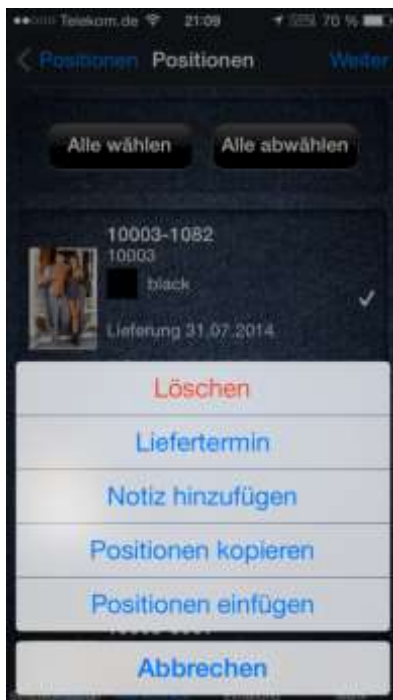 Telekom.de 21:09 70 %
Positionen Positionen Weiter
Alle wählen Alle abwählen
10003-1082
10003
black
Lieferung 31.07.2014
Löschen
Liefertermin
Notiz hinzufügen
Positionen kopieren
Positionen einfügen
Abbrechen